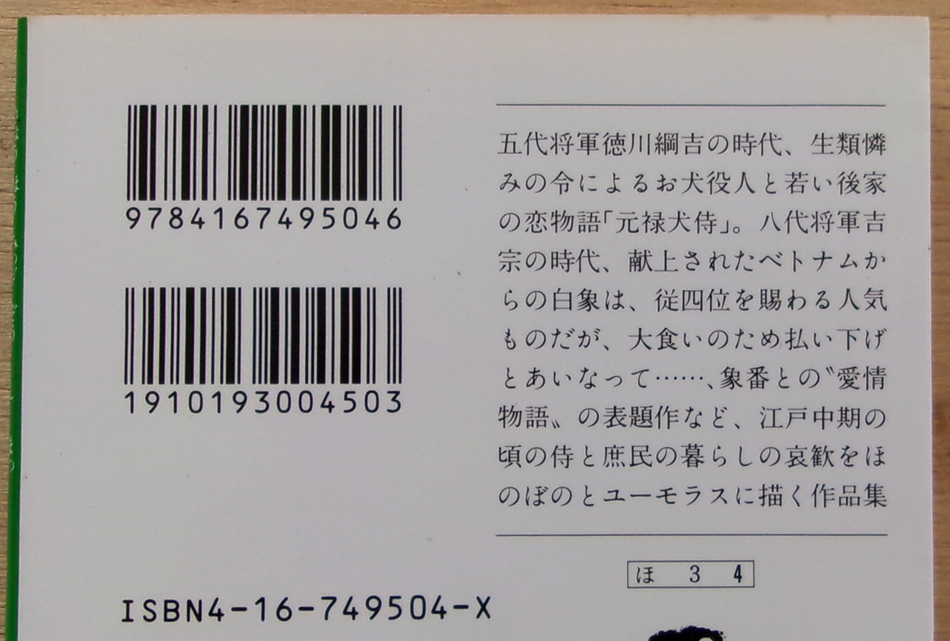 9784167495046
1910193004503
五代将軍徳川綱吉の時代、生類憐
みの令によるお犬役人と若い後家
の恋物語「元禄犬侍」。八代将軍吉
宗の時代、献上されたベトナムか
らの白象は、従四位を賜わる人気
ものだが、大食いのため払い下げ
とあいなって……、象番との〝愛情
物語〟の表題作など、江戸中期の
頃の侍と庶民の暮らしの哀歓をほ
のぼのとユーモラスに描く作品集
ほ 3 4
ISBN4-16-749504-X